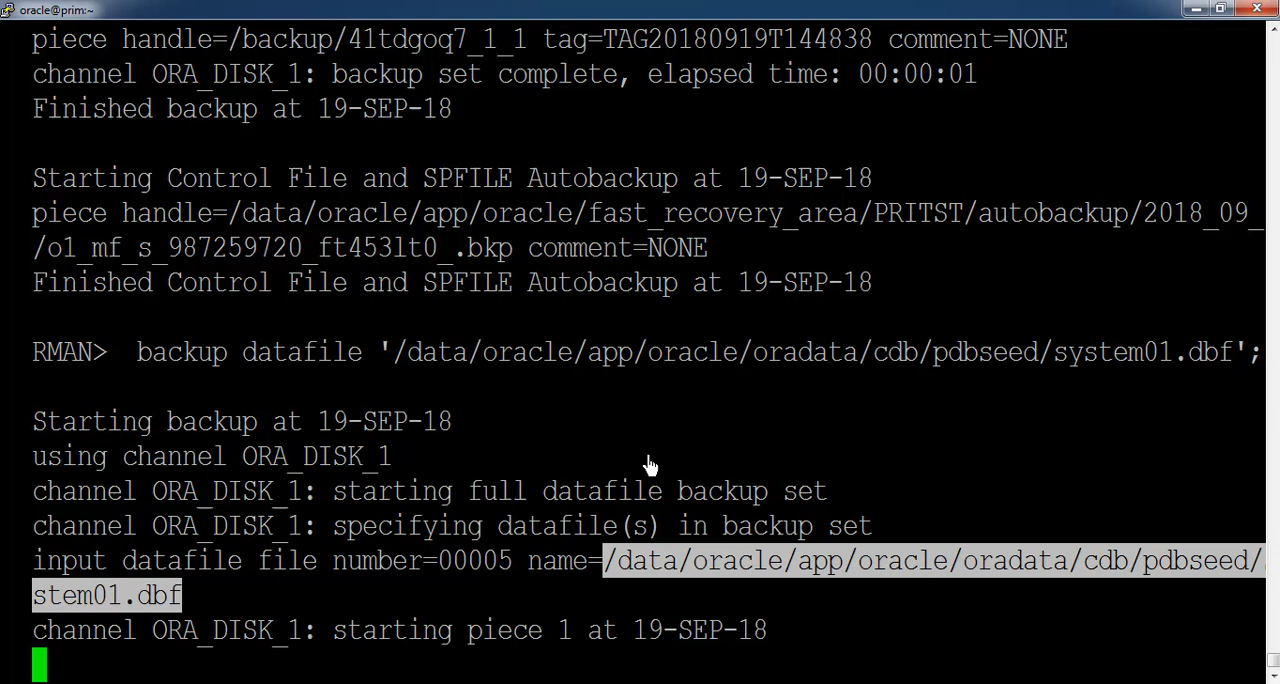 oracle@prim:~
piece handle=/backup/41tdgoq7_1_1 tag=TAG20180919T144838 comment=NONE
channel ORA_DISK_1: backup set complete, elapsed time: 00:00:01
Finished backup at 19-SEP-18
Starting Control File and SPFILE Autobackup at 19-SEP-18
piece handle=/data/oracle/app/oracle/fast_recovery_area/PRITST/autobackup/2018_09_
/o1_mf_s_987259720_ft453lt0_.bkp comment=NONE
Finished Control File and SPFILE Autobackup at 19-SEP-18
RMAN>  backup datafile '/data/oracle/app/oracle/oradata/cdb/pdbseed/system01.dbf';
Starting backup at 19-SEP-18
using channel ORA_DISK_1
channel ORA_DISK_1: starting full datafile backup set
channel ORA_DISK_1: specifying datafile(s) in backup set
input datafile file number=00005 name=/data/oracle/app/oracle/oradata/cdb/pdbseed/
stem01.dbf
channel ORA_DISK_1: starting piece 1 at 19-SEP-18